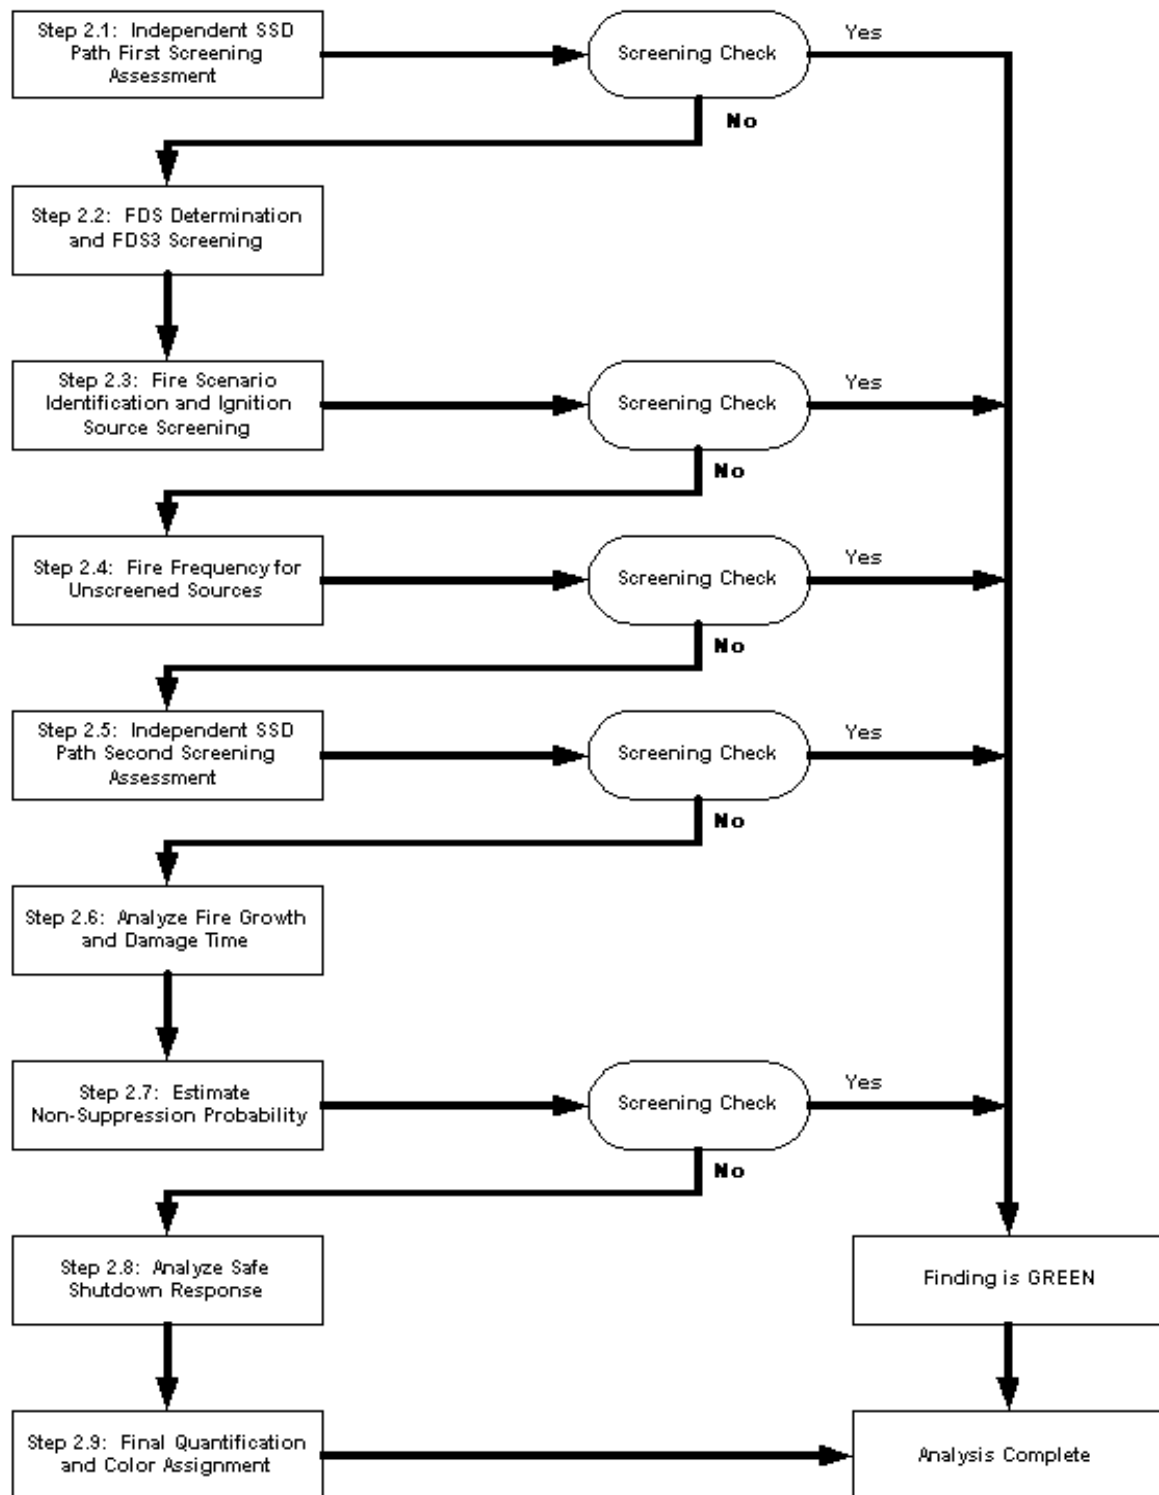 Step 2.1: Independent SSD
Path First Screening
Assessment
Screening Check
Yes
No
Step 2.2: FDS Determination
and FDS3 Screening
Step 2.3: Fire Scenario
Identification and Ignition
Source Screening
Screening Check
Yes
No
Step 2.4: Fire Frequency for
Unscreened Sources
Screening Check
Yes
No
Step 2.5: Independent SSD
Path Second Screening
Assessment
Screening Check
Yes
No
Step 2.6: Analyze Fire Growth
and Damage Time
Step 2.7: Estimate
Non-Suppression Probability
Screening Check
Yes
No
Step 2.8: Analyze Safe
Shutdown Response
Finding is GREEN
Step 2.9: Final Quantification
and Color Assignment
Analysis Complete